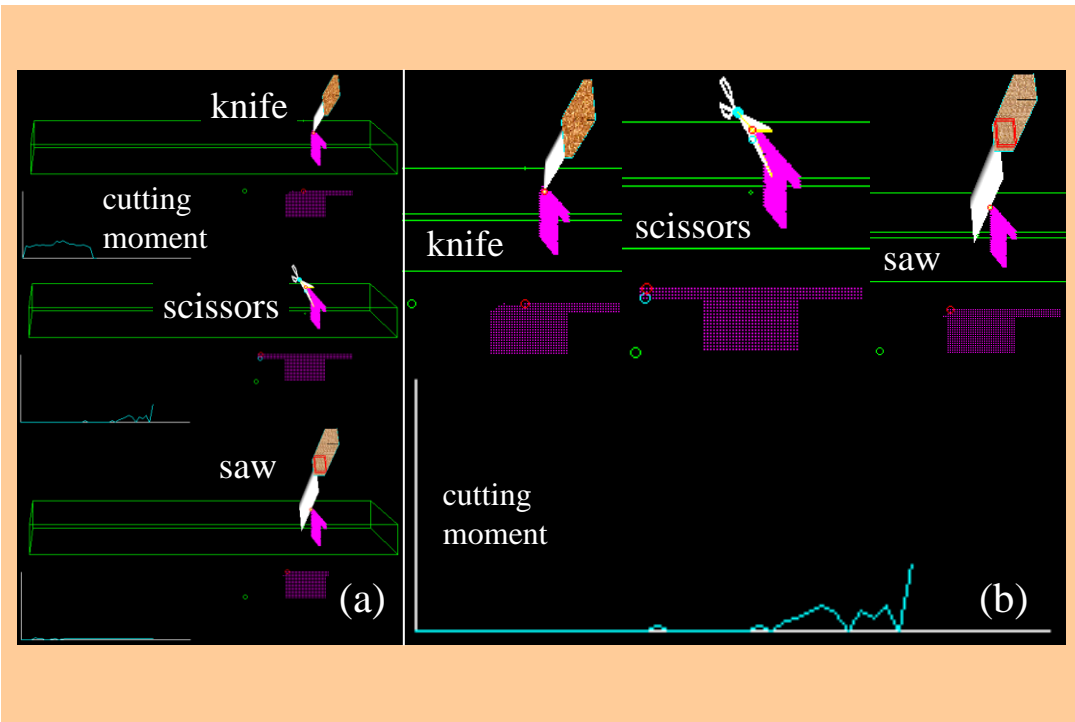 knife
cutting
moment
scissors
saw
(a)
knife
scissors
saw
cutting
moment
(b)